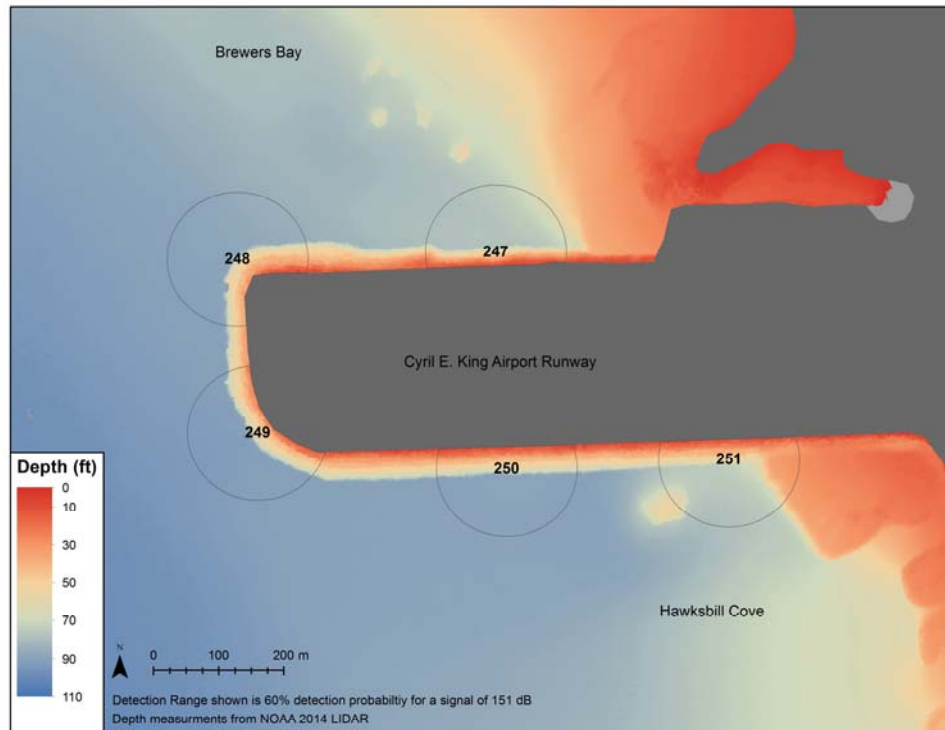 Brewers Bay
247
248
Cyril E. King Airport Runway
249
250
251
Depth (ft)
0
10
30
50
70
90
110
Hawksbill Cove
N
0 100 200 m
Detection Range shown is 60% detection probabiltiy for a signal of 151 dB
Depth measurments from NOAA 2014 LIDAR